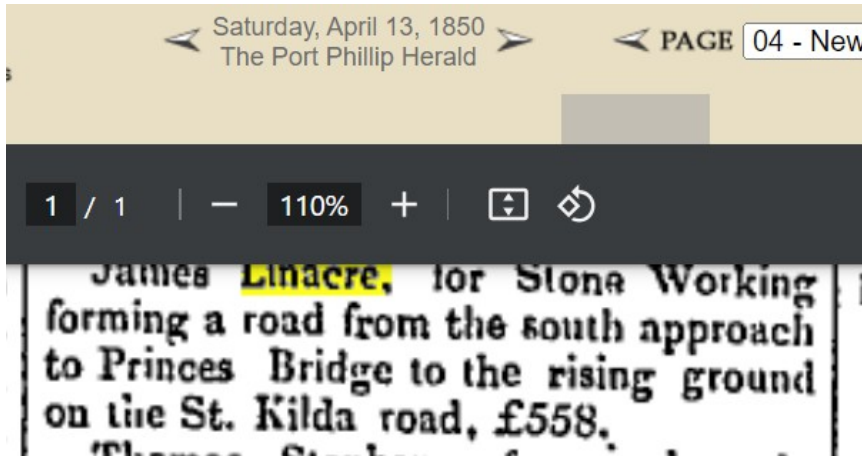 Saturday, April 13, 1850
The Port Phillip Herald
PAGE 04 - New
s
1 / 1 110%
James Linacre, for Stone Working
forming a road from the south approach
to Princes Bridge to the rising ground
on the St. Kilda road, £558.